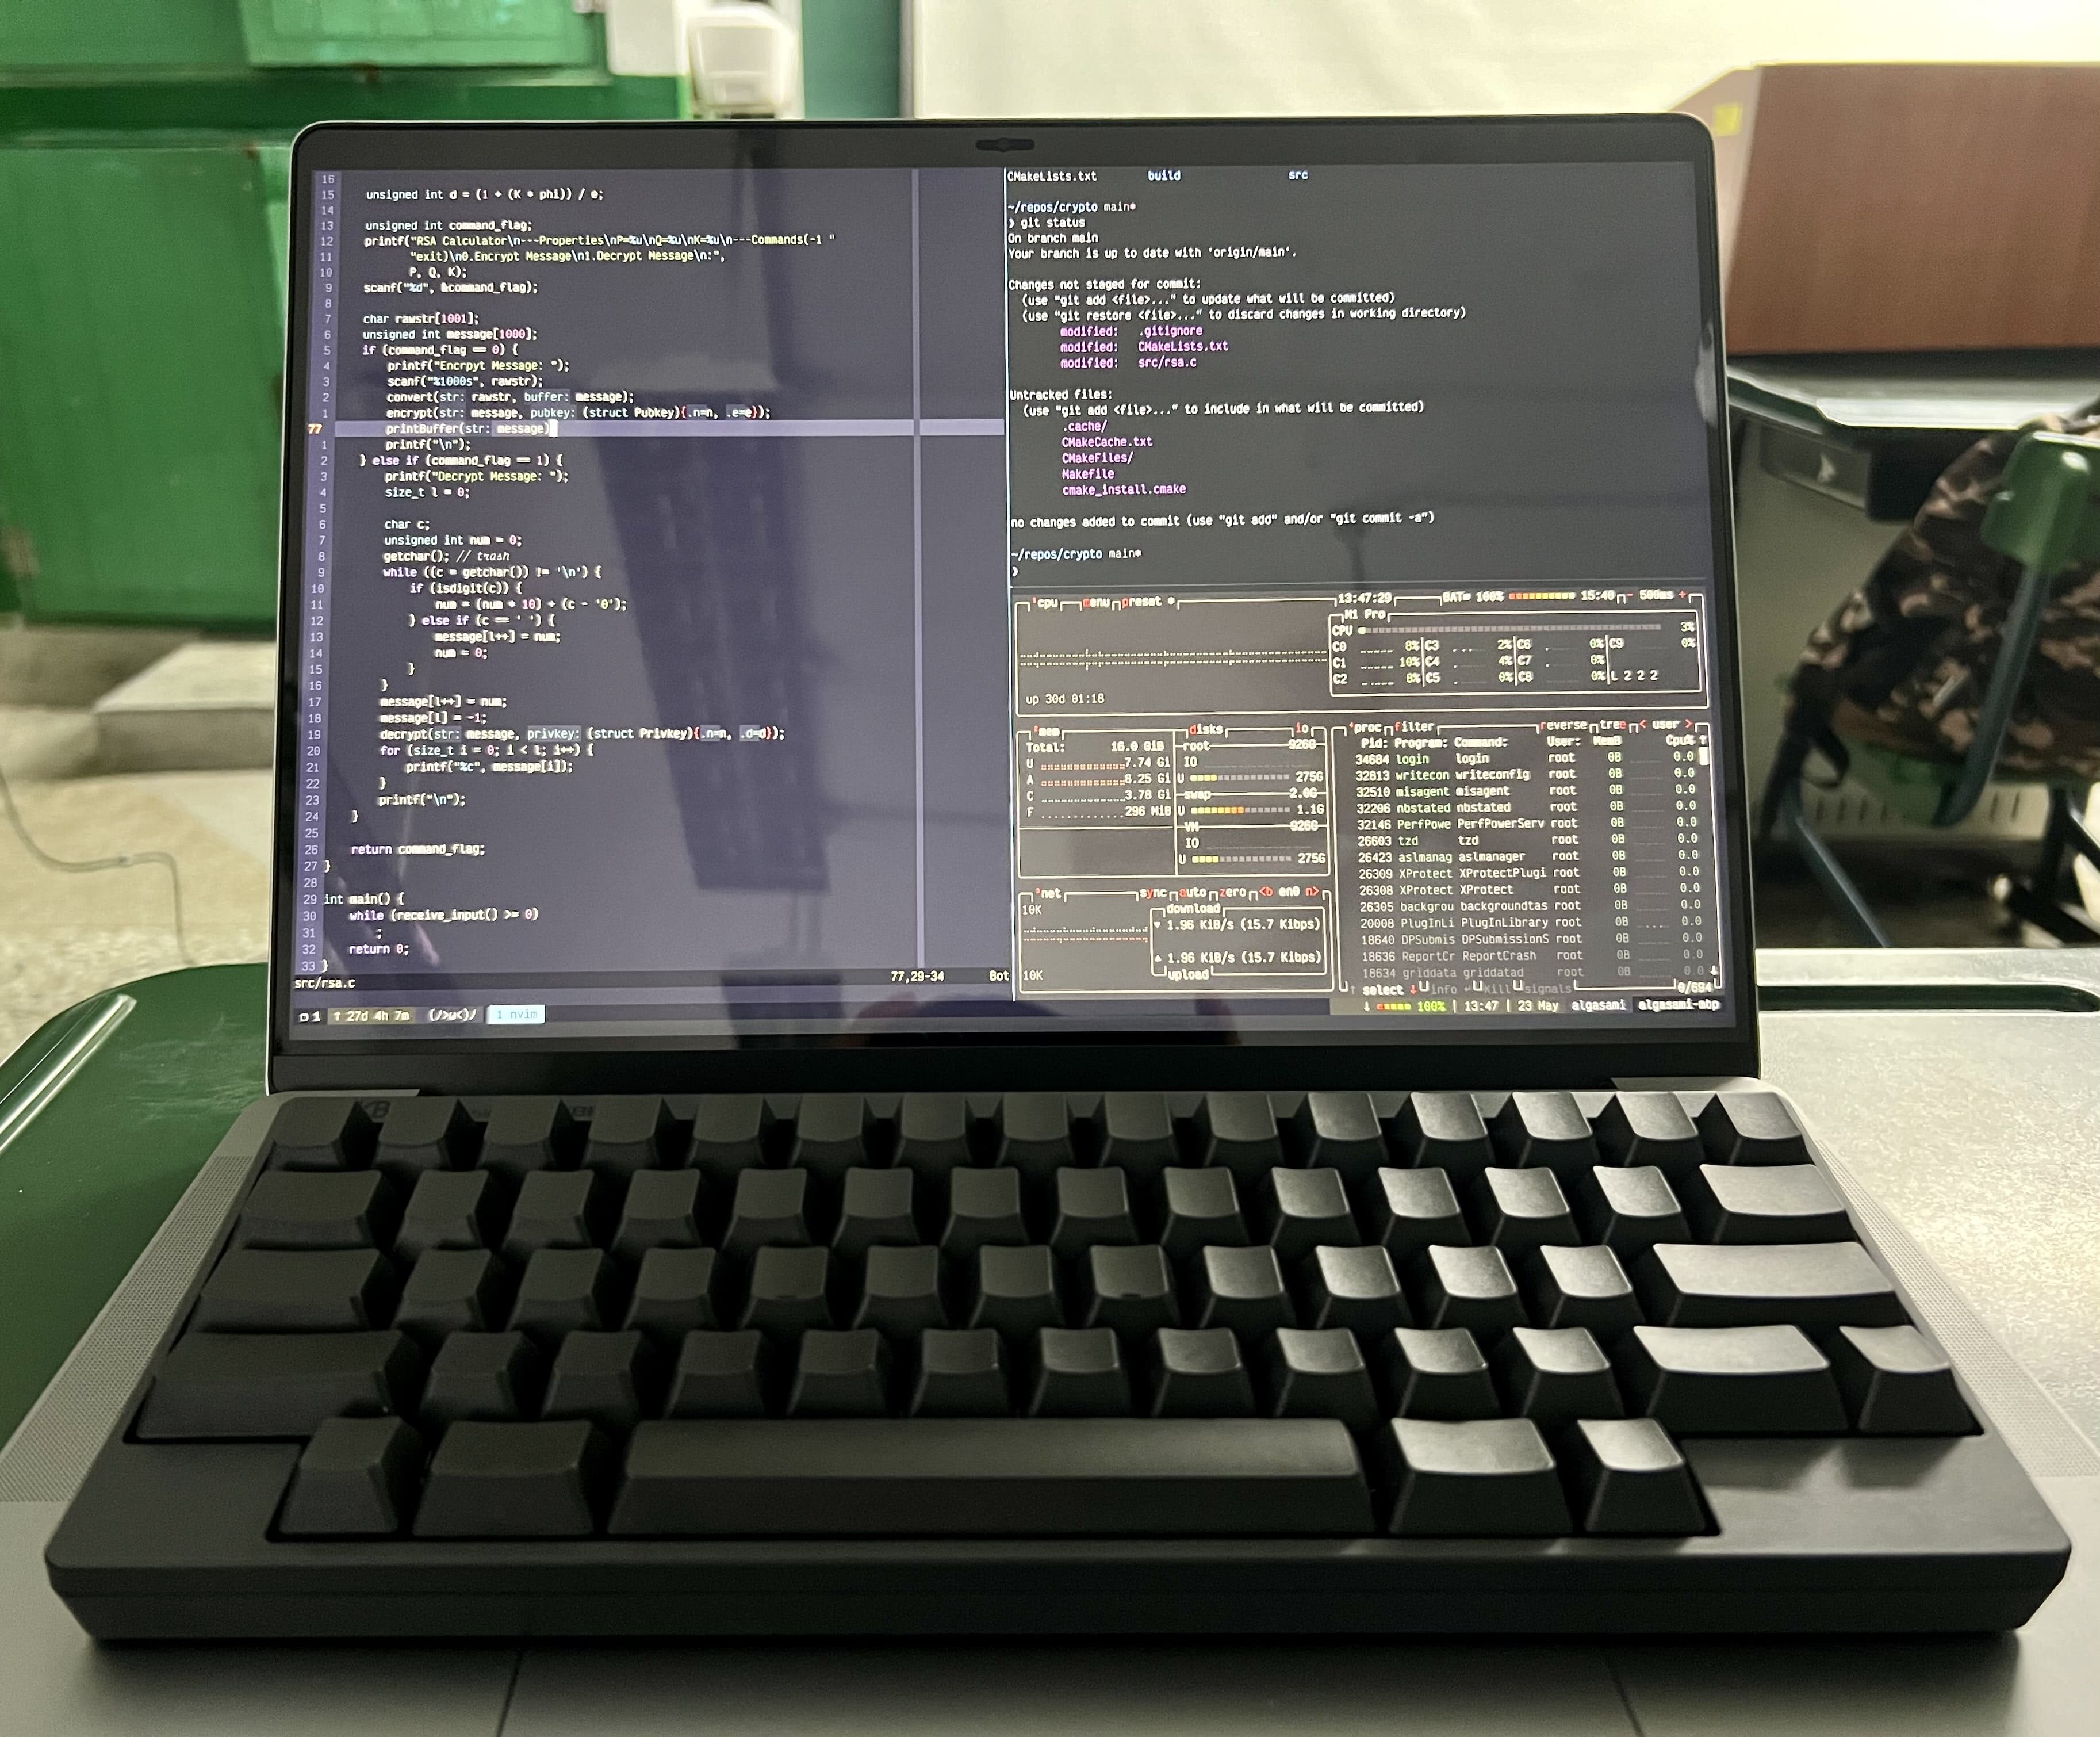 16
15 unsigned int d = (1 + (K * phi)) / e;
14
13 unsigned int command_flag;
12 printf("RSA Calculator\n---Properties\nP=%u\nQ=%u\nK=%u\n---Commands(-1 "
11 "exit)\n0.Encrypt Message\n1.Decrypt Message\n:",
10 P, Q, K);
9 scanf("%d", &command_flag);
8
7 char rawstr[1001];
6 unsigned int message[1000];
5 if (command_flag == 0) {
4 printf("Encrpyt Message: ");
3 scanf("%1000s", rawstr);
2 convert(str: rawstr, buffer: message);
1 encrypt(str: message, pubkey: (struct Pubkey){.n=n, .e=e});
77 printBuffer(str: message)
1 printf("\n");
2 } else if (command_flag == 1) {
3 printf("Decrypt Message: ");
4 size_t l = 0;
5
6 char c;
7 unsigned int num = 0;
8 getchar(); // trash
9 while ((c = getchar()) != '\n') {
10 if (isdigit(c)) {
11 num = (num * 10) + (c - '0');
12 } else if (c == ' ') {
13 message[l++] = num;
14 num = 0;
15 }
16 }
17 message[l++] = num;
18 message[l] = -1;
19 decrypt(str: message, privkey: (struct Privkey){.n=n, .d=d});
20 for (size_t i = 0; i < l; i++) {
21 printf("%c", message[i]);
22 }
23 printf("\n");
24 }
25
26 return command_flag;
27 }
28
29 int main() {
30 while (receive_input() >= 0)
31 ;
32 return 0;
33 }
src/rsa.c 77,29-34 Bot
CMakeLists.txt build src
~/repos/crypto main*
❯ git status
On branch main
Your branch is up to date with 'origin/main'.
Changes not staged for commit:
(use "git add <file>..." to update what will be committed)
(use "git restore <file>..." to discard changes in working directory)
modified: .gitignore
modified: CMakeLists.txt
modified: src/rsa.c
Untracked files:
(use "git add <file>..." to include in what will be committed)
.cache/
CMakeCache.txt
CMakeFiles/
Makefile
cmake_install.cmake
no changes added to commit (use "git add" and/or "git commit -a")
~/repos/crypto main*
❯
¹cpu menu preset * 13:47:29 BAT 100% 15:40 - 500ms +
M1 Pro
CPU 3%
C0 8% C3 2% C6 0% C9 0%
C1 10% C4 4% C7 0%
C2 8% C5 0% C8 0% L 2 2 2
up 30d 01:18
²mem disks io
Total: 16.0 GiB root 926G
U 7.74 Gi IO
A 8.25 Gi U 275G
C 3.78 Gi swap 2.0G
F 296 MiB U 1.1G
VM 926G
IO
U 275G
³net sync auto zero <b en0 n>
10K download
▼ 1.96 KiB/s (15.7 Kibps)
▲ 1.96 KiB/s (15.7 Kibps)
10K upload
⁴proc filter reverse tree < user >
Pid: Program: Command: User: MemB Cpu% ↑
34684 login login root 0B 0.0
32813 writecon writeconfig root 0B 0.0
32510 misagent misagent root 0B 0.0
32206 nbstated nbstated root 0B 0.0
32146 PerfPowe PerfPowerServ root 0B 0.0
26603 tzd tzd root 0B 0.0
26423 aslmanag aslmanager root 0B 0.0
26309 XProtect XProtectPlugi root 0B 0.0
26308 XProtect XProtect root 0B 0.0
26305 backgrou backgroundtas root 0B 0.0
20008 PlugInLi PlugInLibrary root 0B 0.0
18640 DPSubmis DPSubmissionS root 0B 0.0
18636 ReportCr ReportCrash root 0B 0.0
18634 griddata griddatad root 0B 0.0 ↓
↑ select ↓ info ↵ Kill signals 0/694
1 ↑ 27d 4h 7m 1 nvim
↓ 100% | 13:47 | 23 May algasami algasami-mbp